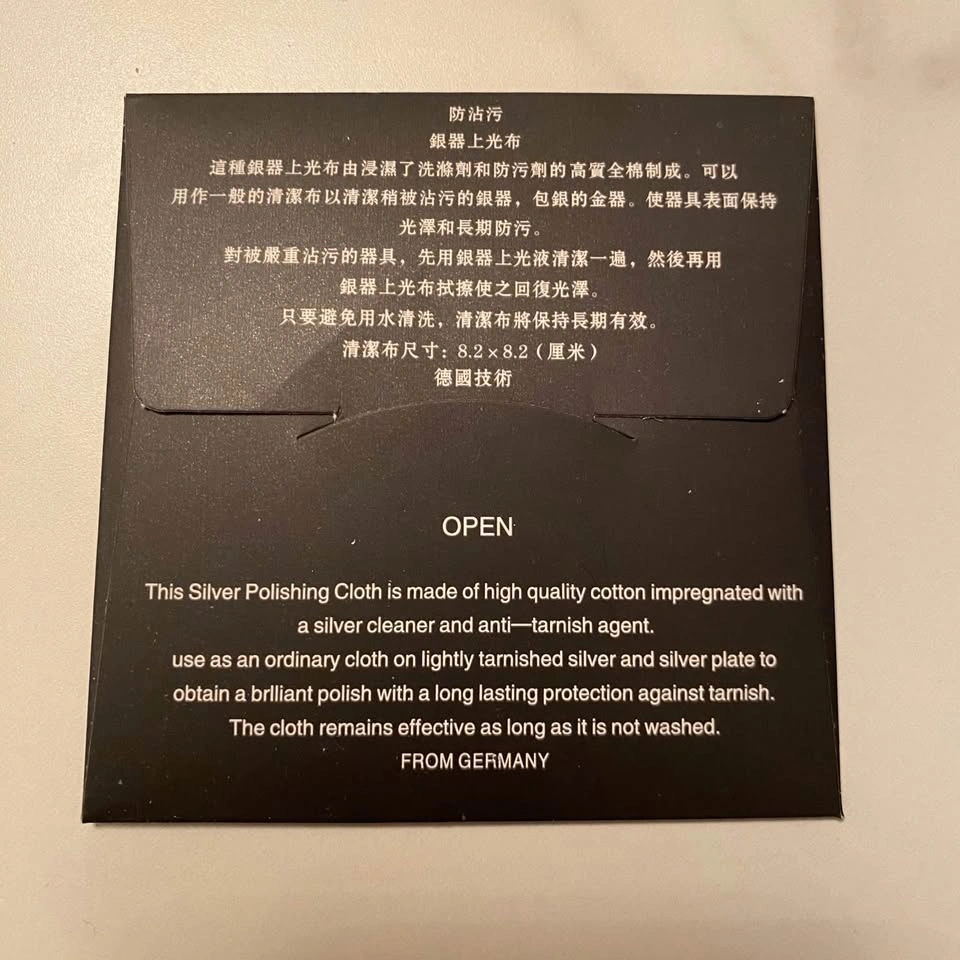 防沾污
銀器上光布
這種銀器上光布由浸濕了洗滌劑和防污劑的高質全棉制成。可以
用作一般的清潔布以清潔稍被沾污的銀器，包銀的金器。使器具表面保持
光澤和長期防污。
對被嚴重沾污的器具，先用銀器上光液清潔一遍，然後再用
銀器上光布拭擦使之回復光澤。
只要避免用水清洗，清潔布將保持長期有效。
清潔布尺寸：8.2×8.2（厘米）
德國技術
OPEN
This Silver Polishing Cloth is made of high quality cotton impregnated with
a silver cleaner and anti—tarnish agent.
use as an ordinary cloth on lightly tarnished silver and silver plate to
obtain a brlliant polish with a long lasting protection against tarnish.
The cloth remains effective as long as it is not washed.
FROM GERMANY